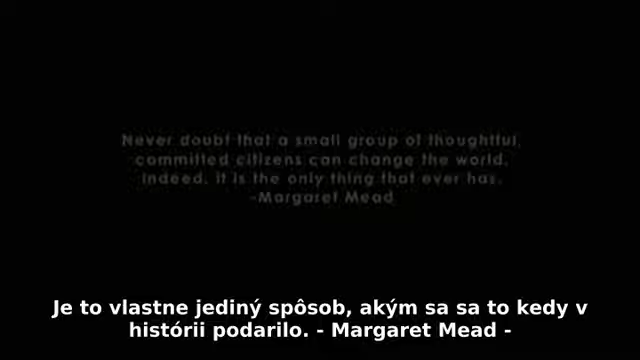 Never doubt that a small group of thoughtful,
committed citizens can change the world.
Indeed, it is the only thing that ever has.
-Margaret Mead
Je to vlastne jediný spôsob, akým sa sa to kedy v
histórii podarilo. - Margaret Mead -